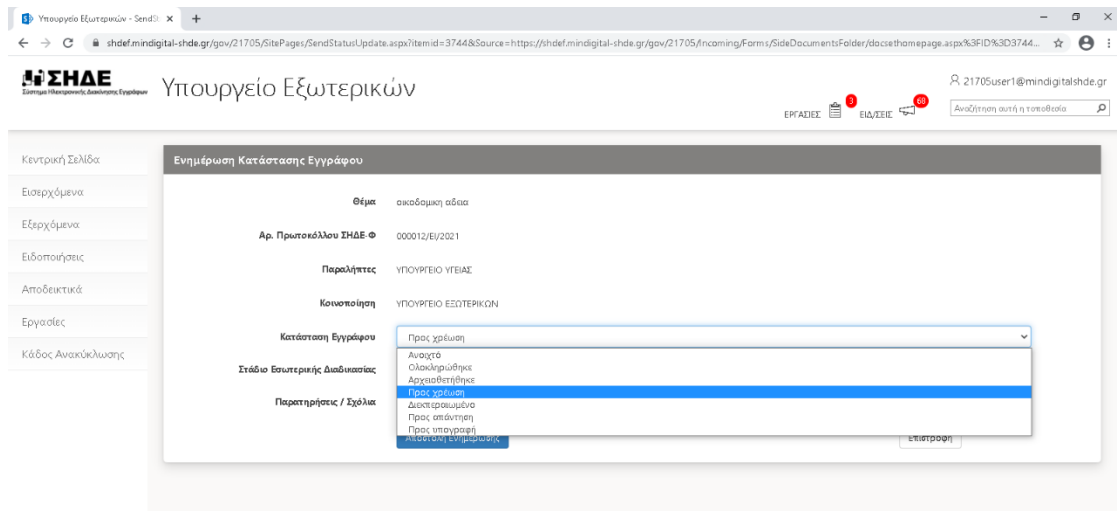 Υπουργείο Εξωτερικών - SendSt
shdef.mindigital-shde.gr/gov/21705/SitePages/SendStatusUpdate.aspx?itemid=3744&Source=https://shdef.mindigital-shde.gr/gov/21705/Incoming/Forms/SideDocumentsFolder/docsethomepage.aspx%3FID%3D3744...
ΣΗΔΕ
Σύστημα Ηλεκτρονικής Διακίνησης Εγγράφων
Υπουργείο Εξωτερικών
21705user1@mindigitalshde.gr
ΕΡΓΑΣΙΕΣ 3 ΕΙΔ/ΣΕΙΣ 68
Αναζήτηση αυτή η τοποθεσία
Κεντρική Σελίδα
Εισερχόμενα
Εξερχόμενα
Ειδοποιήσεις
Αποδεικτικά
Εργασίες
Κάδος Ανακύκλωσης
Ενημέρωση Κατάστασης Εγγράφου
Θέμα οικοδομικη αδεια
Αρ. Πρωτοκόλλου ΣΗΔΕ-Φ 000012/ΕΙ/2021
Παραλήπτες ΥΠΟΥΡΓΕΙΟ ΥΓΕΙΑΣ
Κοινοποίηση ΥΠΟΥΡΓΕΙΟ ΕΞΩΤΕΡΙΚΩΝ
Κατάσταση Εγγράφου Προς χρέωση
Ανοιχτό
Ολοκληρώθηκε
Αρχειοθετήθηκε
Προς χρέωση
Διεκπεραιωμένο
Προς απάντηση
Προς υπογραφή
Στάδιο Εσωτερικής Διαδικασίας
Παρατηρήσεις / Σχόλια
Αποστολή Ενημέρωσης
Επιστροφή